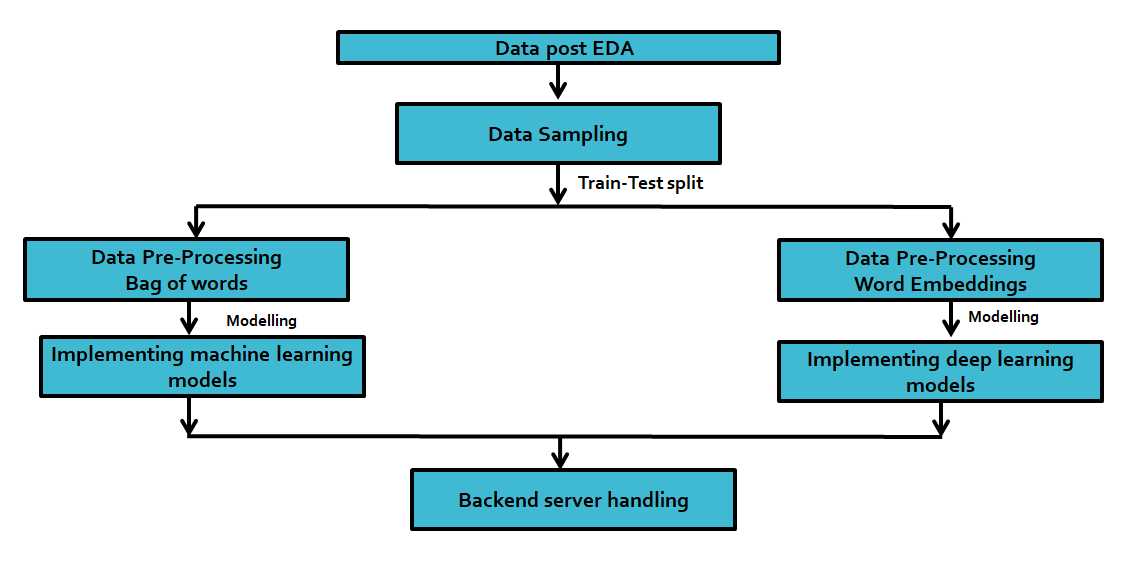 Data post EDA
Data Sampling
Train-Test split
Data Pre-Processing
Bag of words
Data Pre-Processing
Word Embeddings
Modelling
Modelling
Implementing machine learning
models
Implementing deep learning
models
Backend server handling